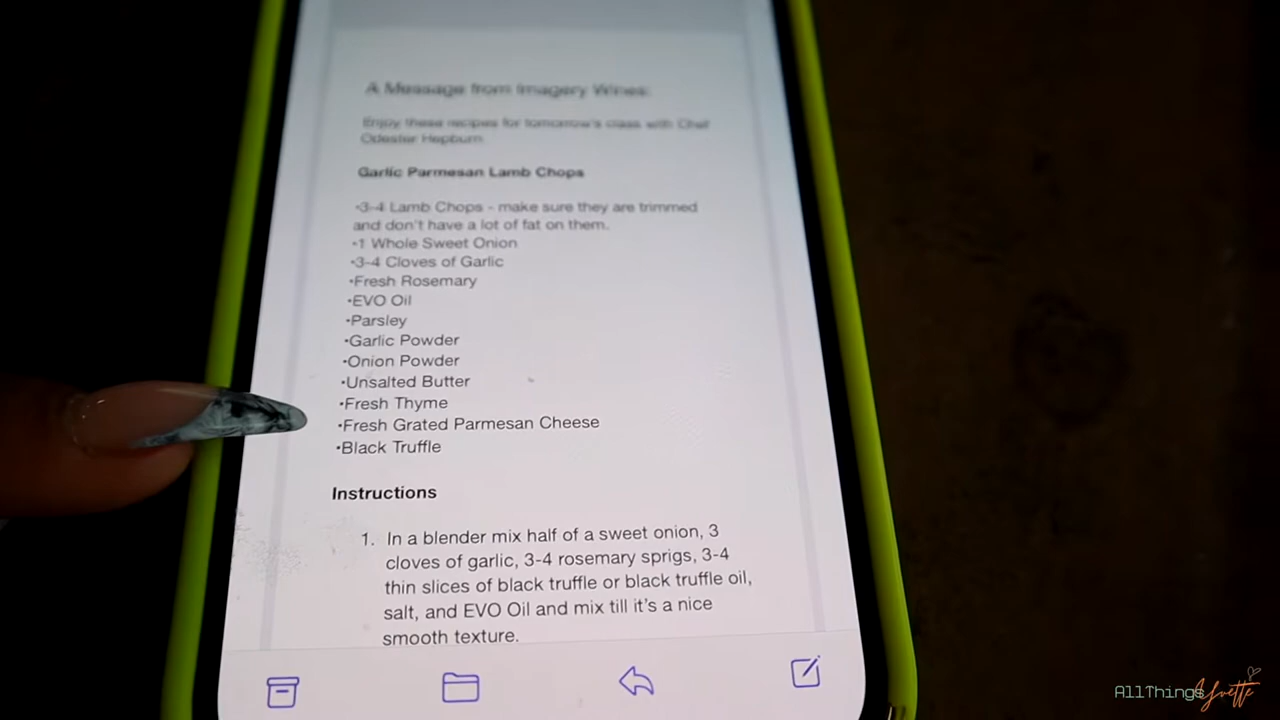 A Message from Imagery Wines:
Enjoy these recipes for tomorrow's class with Chef
Odester Hepburn
Garlic Parmesan Lamb Chops
•3-4 Lamb Chops - make sure they are trimmed
and don't have a lot of fat on them.
•1 Whole Sweet Onion
•3-4 Cloves of Garlic
•Fresh Rosemary
•EVO Oil
•Parsley
•Garlic Powder
•Onion Powder
•Unsalted Butter
•Fresh Thyme
•Fresh Grated Parmesan Cheese
•Black Truffle
Instructions
1. In a blender mix half of a sweet onion, 3
cloves of garlic, 3-4 rosemary sprigs, 3-4
thin slices of black truffle or black truffle oil,
salt, and EVO Oil and mix till it's a nice
smooth texture.
AllThingsYvette